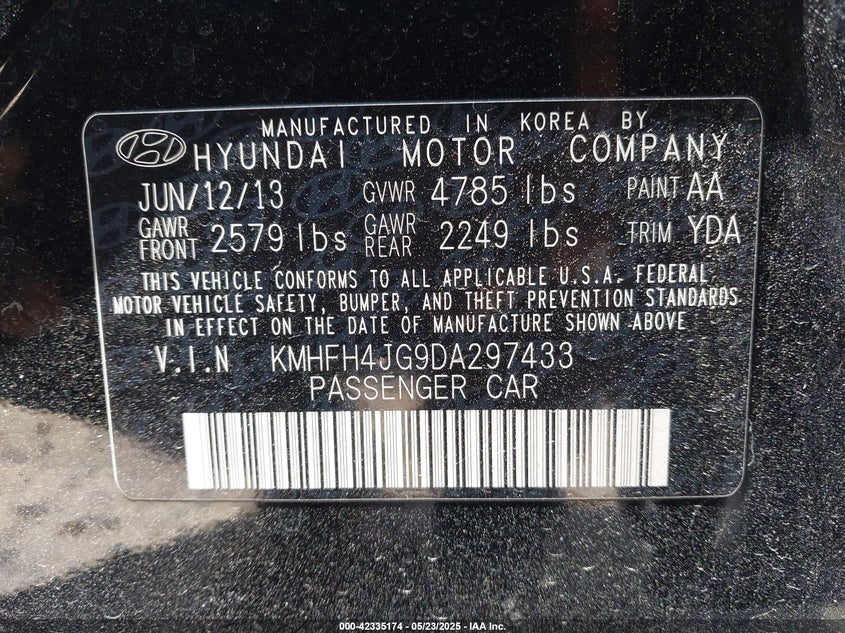 MANUFACTURED IN KOREA BY
HYUNDAI MOTOR COMPANY
JUN/12/13 GVWR 4785 lbs PAINT AA
GAWR FRONT 2579 lbs GAWR REAR 2249 lbs TRIM YDA
THIS VEHICLE CONFORMS TO ALL APPLICABLE U.S.A. FEDERAL
MOTOR VEHICLE SAFETY, BUMPER, AND THEFT PREVENTION STANDARDS
IN EFFECT ON THE DATE OF MANUFACTURE SHOWN ABOVE
V.I.N KMHFH4JG9DA297433
PASSENGER CAR
000-42335174 - 05/23/2025 - IAA Inc.